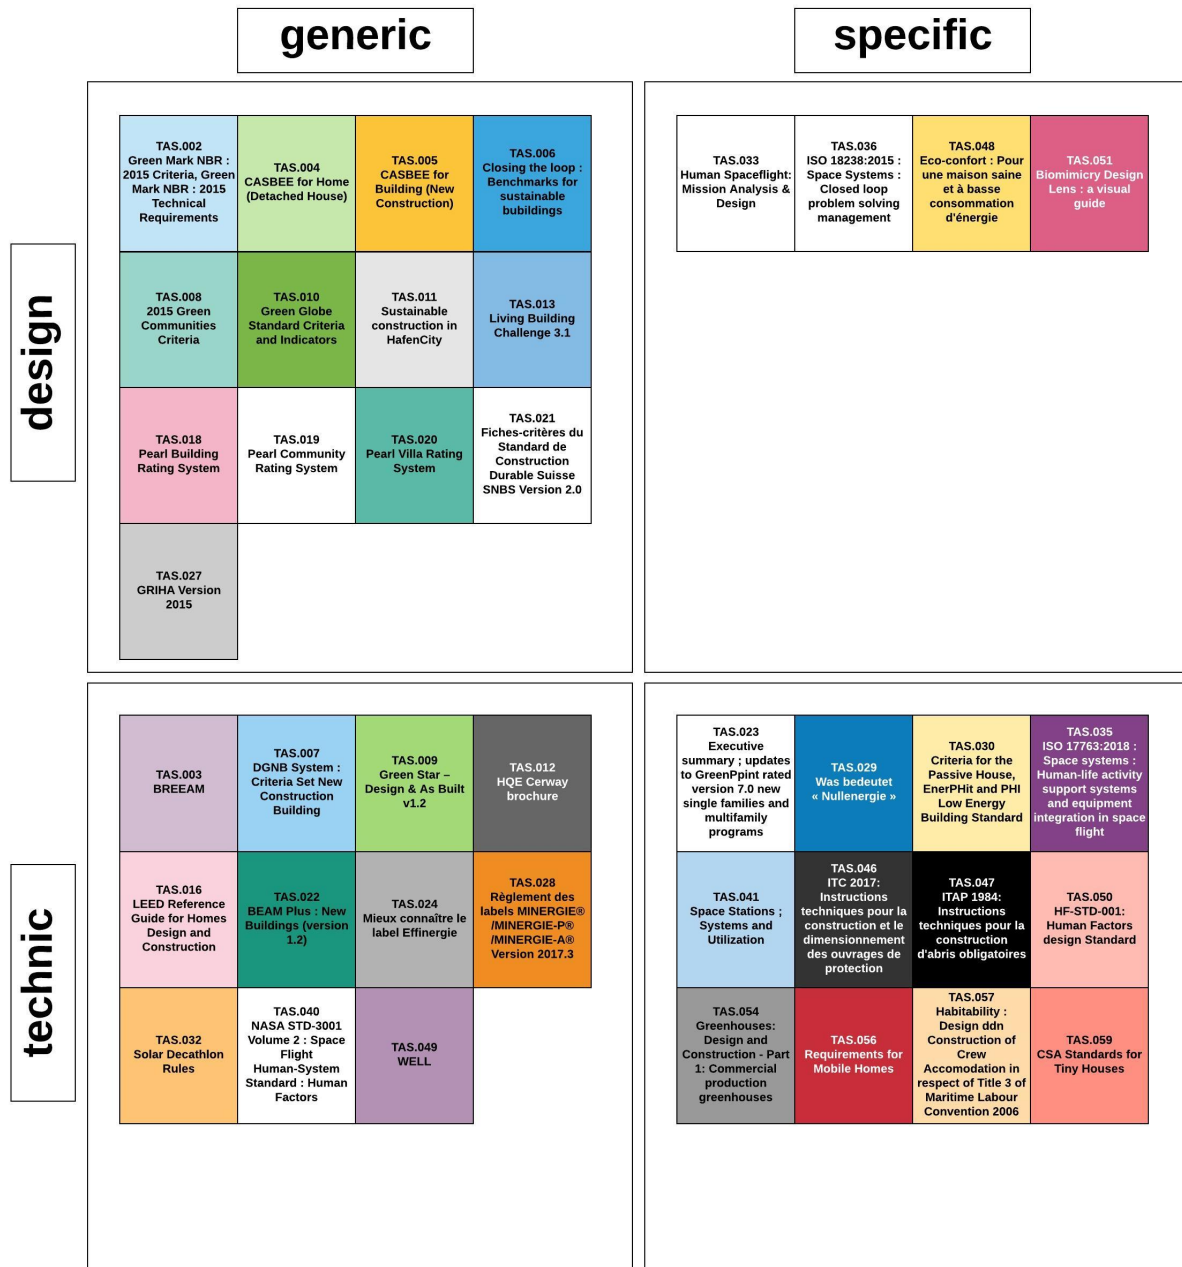 generic
specific
design
TAS.002
Green Mark NBR :
2015 Criteria, Green
Mark NBR : 2015
Technical
Requirements
TAS.004
CASBEE for Home
(Detached House)
TAS.005
CASBEE for
Building (New
Construction)
TAS.006
Closing the loop :
Benchmarks for
sustainable
bubildings
TAS.033
Human Spaceflight:
Mission Analysis &
Design
TAS.036
ISO 18238:2015 :
Space Systems :
Closed loop
problem solving
management
TAS.048
Eco-confort : Pour
une maison saine
et à basse
consommation
d'énergie
TAS.051
Biomimicry Design
Lens : a visual
guide
TAS.008
2015 Green
Communities
Criteria
TAS.010
Green Globe
Standard Criteria
and Indicators
TAS.011
Sustainable
construction in
HafenCity
TAS.013
Living Building
Challenge 3.1
TAS.018
Pearl Building
Rating System
TAS.019
Pearl Community
Rating System
TAS.020
Pearl Villa Rating
System
TAS.021
Fiches-critères du
Standard de
Construction
Durable Suisse
SNBS Version 2.0
TAS.027
GRIHA Version
2015
technic
TAS.003
BREEAM
TAS.007
DGNB System :
Criteria Set New
Construction
Building
TAS.009
Green Star –
Design & As Built
v1.2
TAS.012
HQE Cerway
brochure
TAS.023
Executive
summary ; updates
to GreenPpint rated
version 7.0 new
single families and
multifamily
programs
TAS.029
Was bedeutet
« Nullenergie »
TAS.030
Criteria for the
Passive House,
EnerPHit and PHI
Low Energy
Building Standard
TAS.035
ISO 17763:2018 :
Space systems :
Human-life activity
support systems
and equipment
integration in space
flight
TAS.016
LEED Reference
Guide for Homes
Design and
Construction
TAS.022
BEAM Plus : New
Buildings (version
1.2)
TAS.024
Mieux connaître le
label Effinergie
TAS.028
Règlement des
labels MINERGIE®
/MINERGIE-P®
/MINERGIE-A®
Version 2017.3
TAS.041
Space Stations ;
Systems and
Utilization
TAS.046
ITC 2017:
Instructions
techniques pour la
construction et le
dimensionnement
des ouvrages de
protection
TAS.047
ITAP 1984:
Instructions
techniques pour la
construction
d'abris obligatoires
TAS.050
HF-STD-001:
Human Factors
design Standard
TAS.032
Solar Decathlon
Rules
TAS.040
NASA STD-3001
Volume 2 : Space
Flight
Human-System
Standard : Human
Factors
TAS.049
WELL
TAS.054
Greenhouses:
Design and
Construction - Part
1: Commercial
production
greenhouses
TAS.056
Requirements for
Mobile Homes
TAS.057
Habitability :
Design ddn
Construction of
Crew
Accomodation in
respect of Title 3 of
Maritime Labour
Convention 2006
TAS.059
CSA Standards for
Tiny Houses